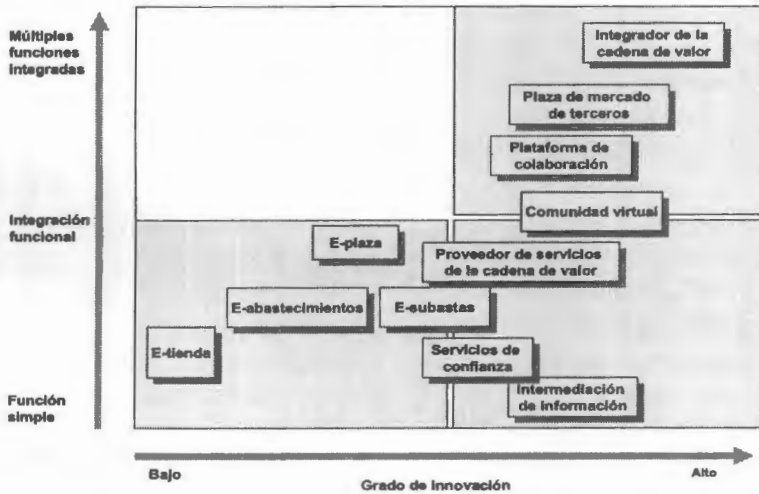 Múltiples
funciones
integradas
Integrador de la
cadena de valor
Plaza de mercado
de terceros
Plataforma de
colaboración
Comunidad virtual
Integración
funcional
E-plaza
Proveedor de servicios
de la cadena de valor
E-abastecimientos
E-subastas
E-tienda
Servicios de
confianza
Intermediación
de información
Función
simple
Bajo
Grado de innovación
Alto